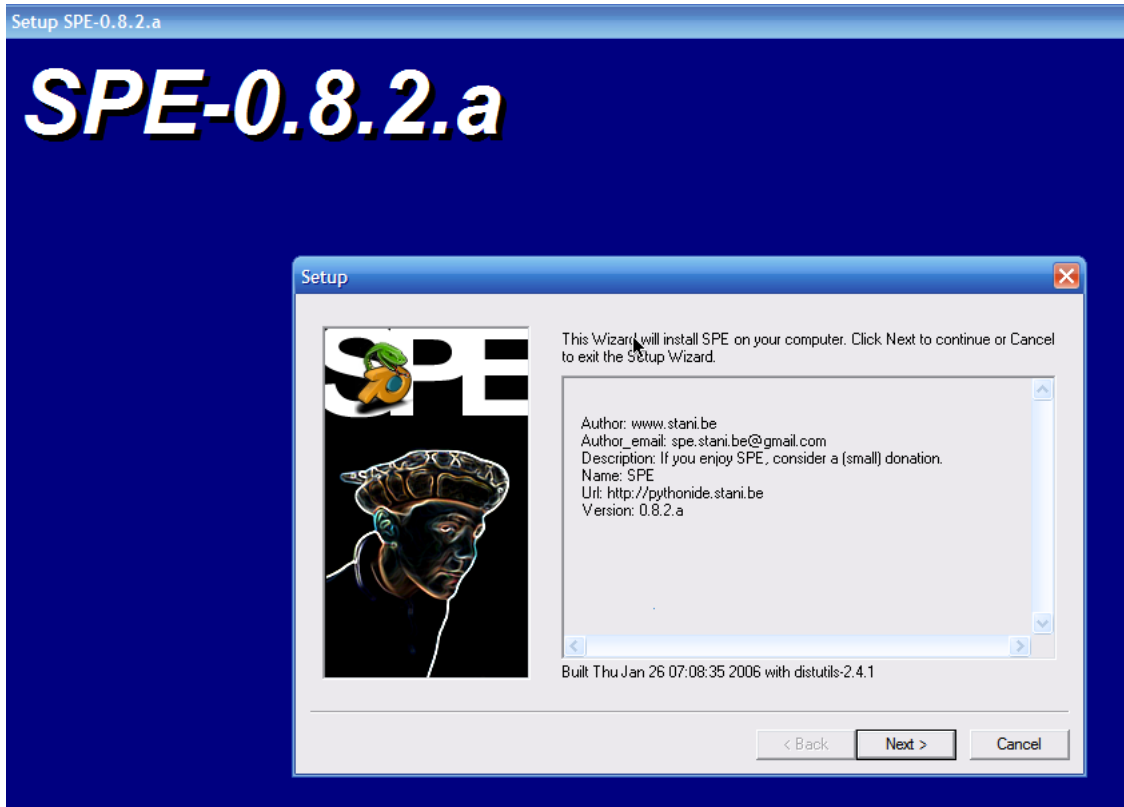 Setup SPE-0.8.2.a
SPE-0.8.2.a
Setup
SPE
This Wizard will install SPE on your computer. Click Next to continue or Cancel
to exit the Setup Wizard.
Author: www.stani.be
Author_email: spe.stani.be@gmail.com
Description: If you enjoy SPE, consider a (small) donation.
Name: SPE
Url: http://pythonide.stani.be
Version: 0.8.2.a
Built Thu Jan 26 07:08:35 2006 with distutils-2.4.1
< Back
Next >
Cancel